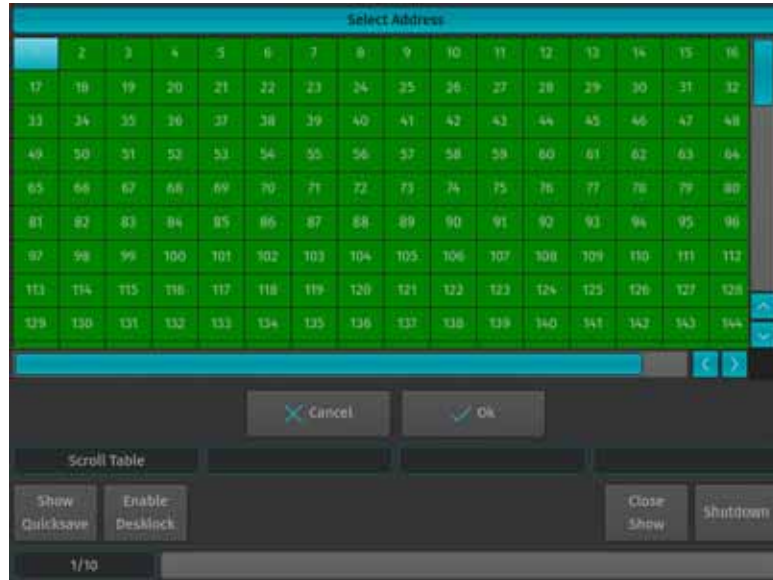 Select Address
2 3 4 5 6 7 8 9 10 11 12 13 14 15 16
17 18 19 20 21 22 23 24 25 26 27 28 29 30 31 32
33 34 35 36 37 38 39 40 41 42 43 44 45 46 47 48
49 50 51 52 53 54 55 56 57 58 59 60 61 62 63 64
65 66 67 68 69 70 71 72 73 74 75 76 77 78 79 80
81 82 83 84 85 86 87 88 89 90 91 92 93 94 95 96
97 98 99 100 101 102 103 104 105 106 107 108 109 110 111 112
113 114 115 116 117 118 119 120 121 122 123 124 125 126 127 128
129 130 131 132 133 134 135 136 137 138 139 140 141 142 143 144
Cancel Ok
Scroll Table
Show Enable Close Shutdown
Quicksave Desklock Show
1/10